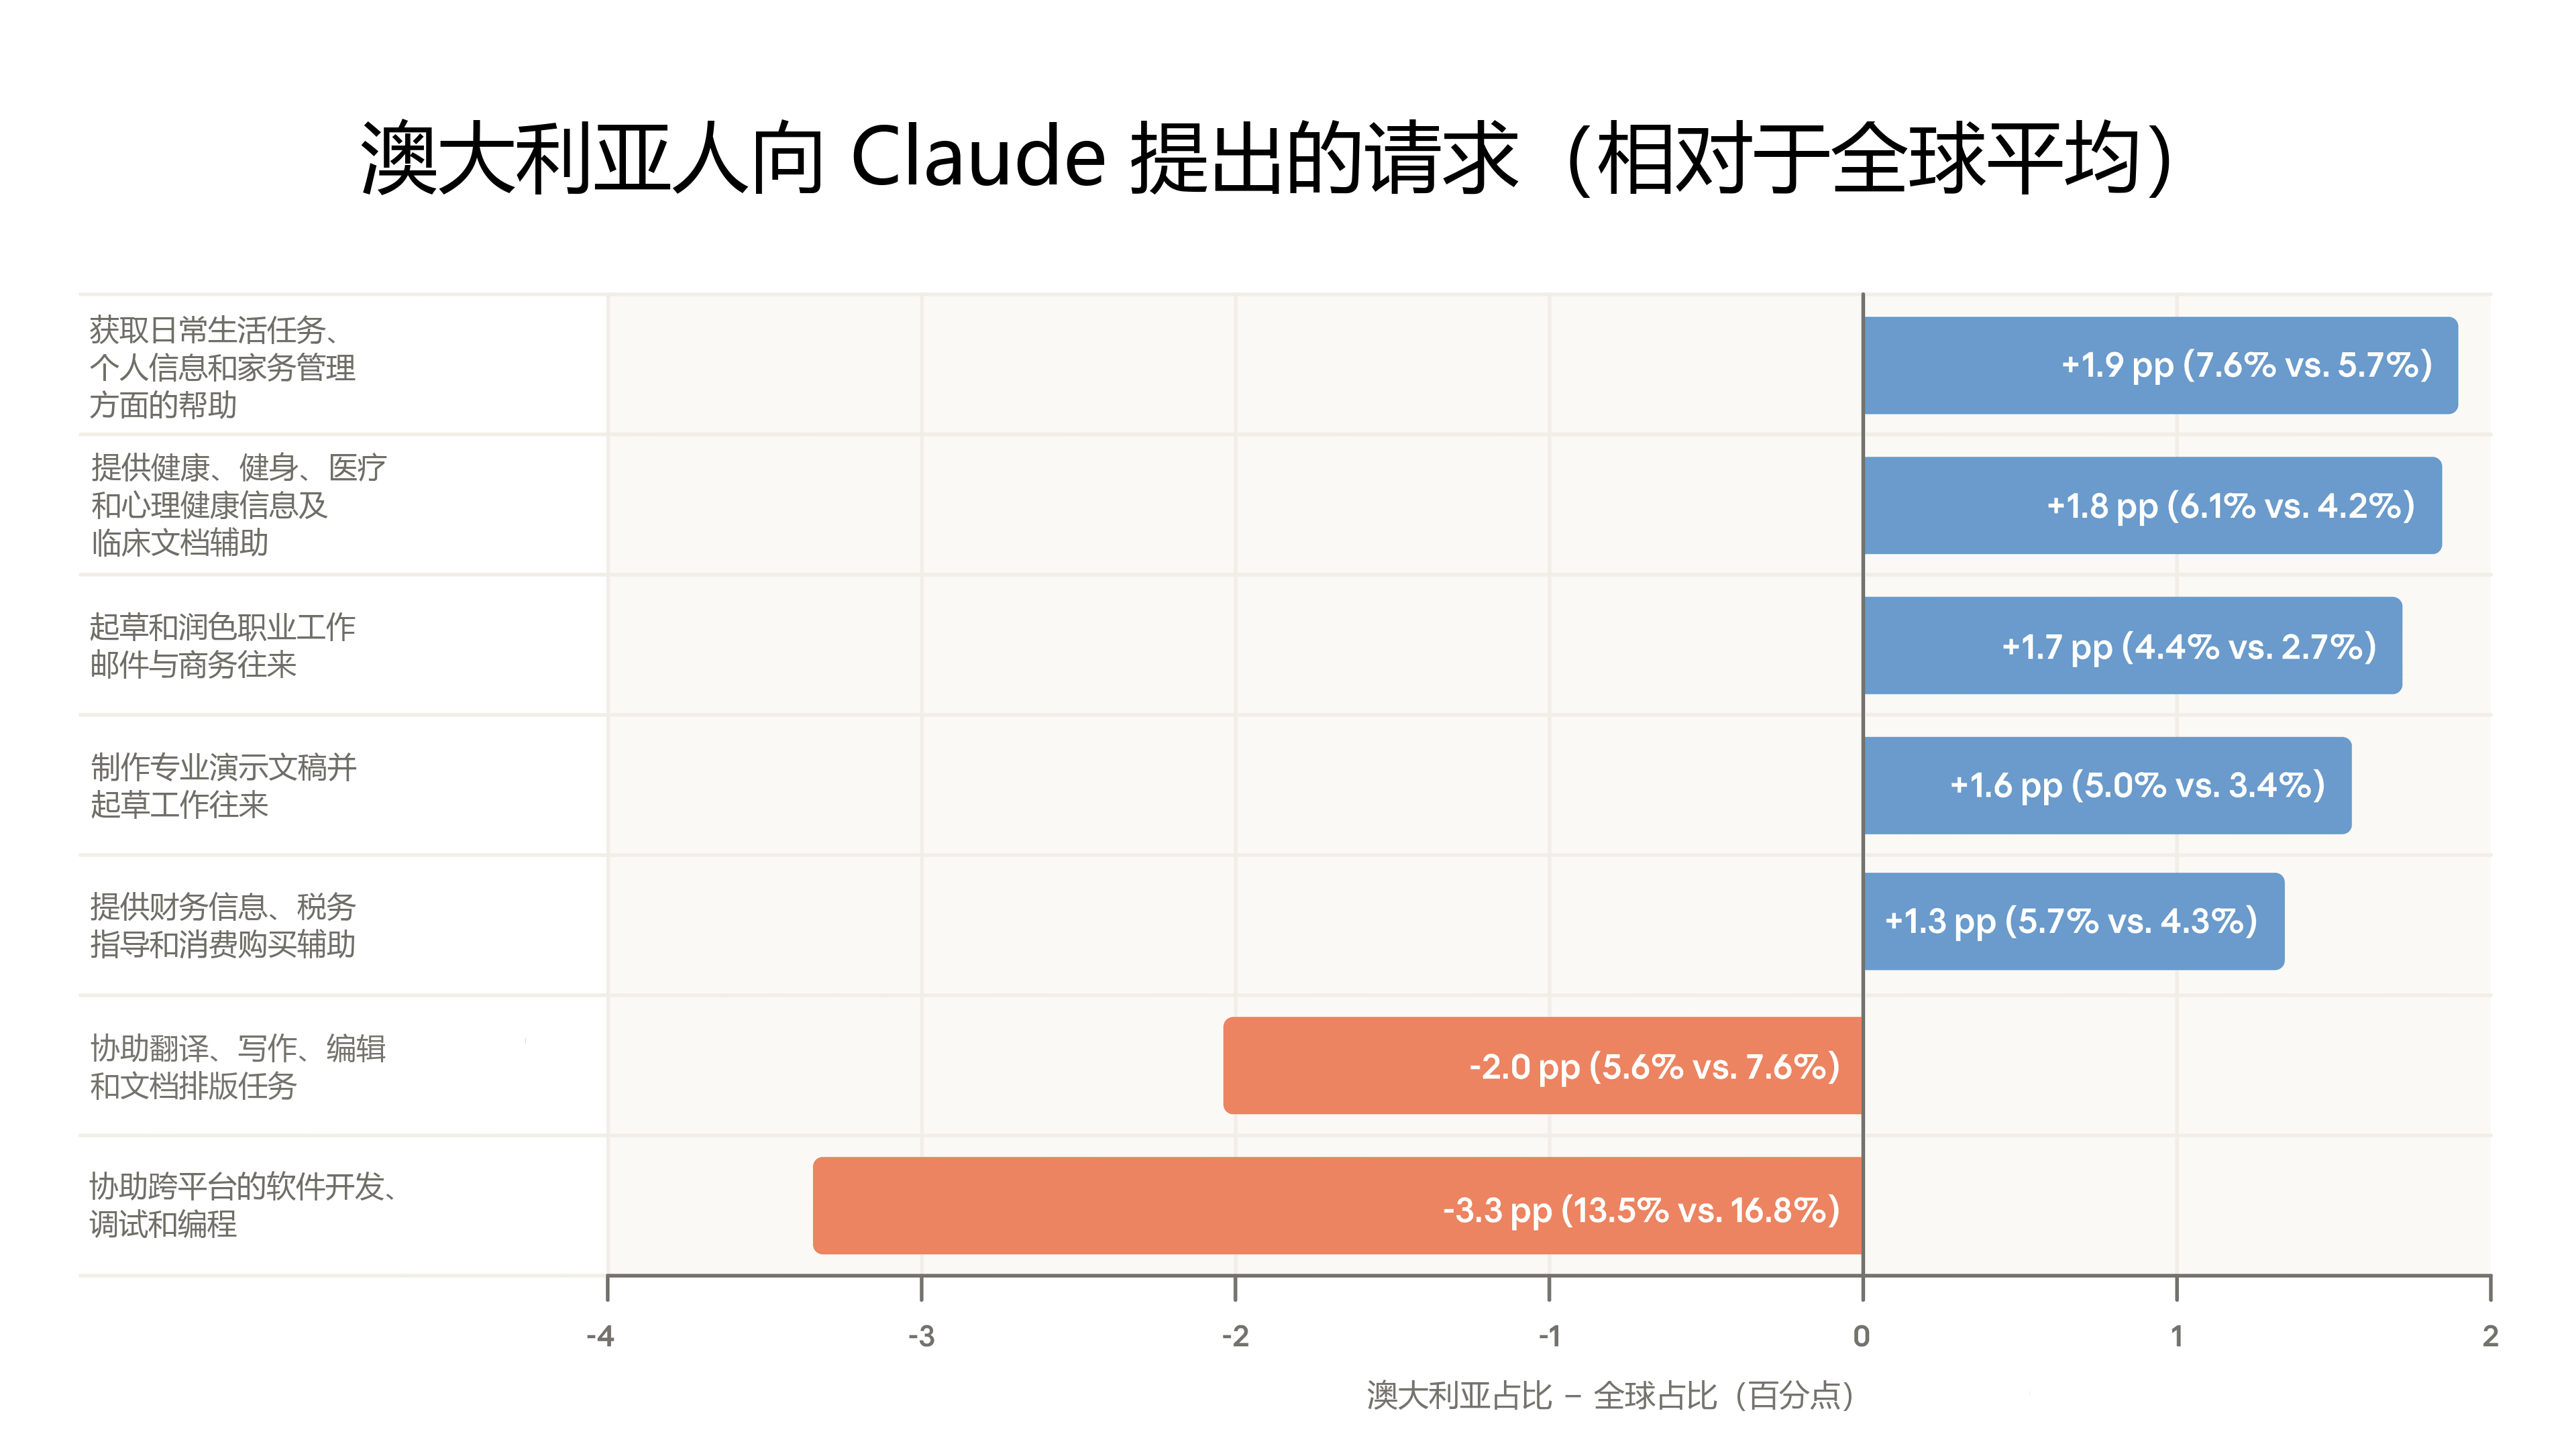 澳大利亚人向 Claude 提出的请求（相对于全球平均）
获取日常生活任务、
个人信息和家务管理
方面的帮助
+1.9 pp (7.6% vs. 5.7%)
提供健康、健身、医疗
和心理健康信息及
临床文档辅助
+1.8 pp (6.1% vs. 4.2%)
起草和润色职业工作
邮件与商务往来
+1.7 pp (4.4% vs. 2.7%)
制作专业演示文稿并
起草工作往来
+1.6 pp (5.0% vs. 3.4%)
提供财务信息、税务
指导和消费购买辅助
+1.3 pp (5.7% vs. 4.3%)
协助翻译、写作、编辑
和文档排版任务
-2.0 pp (5.6% vs. 7.6%)
协助跨平台的软件开发、
调试和编程
-3.3 pp (13.5% vs. 16.8%)
-4 -3 -2 -1 0 1 2
澳大利亚占比 – 全球占比（百分点）